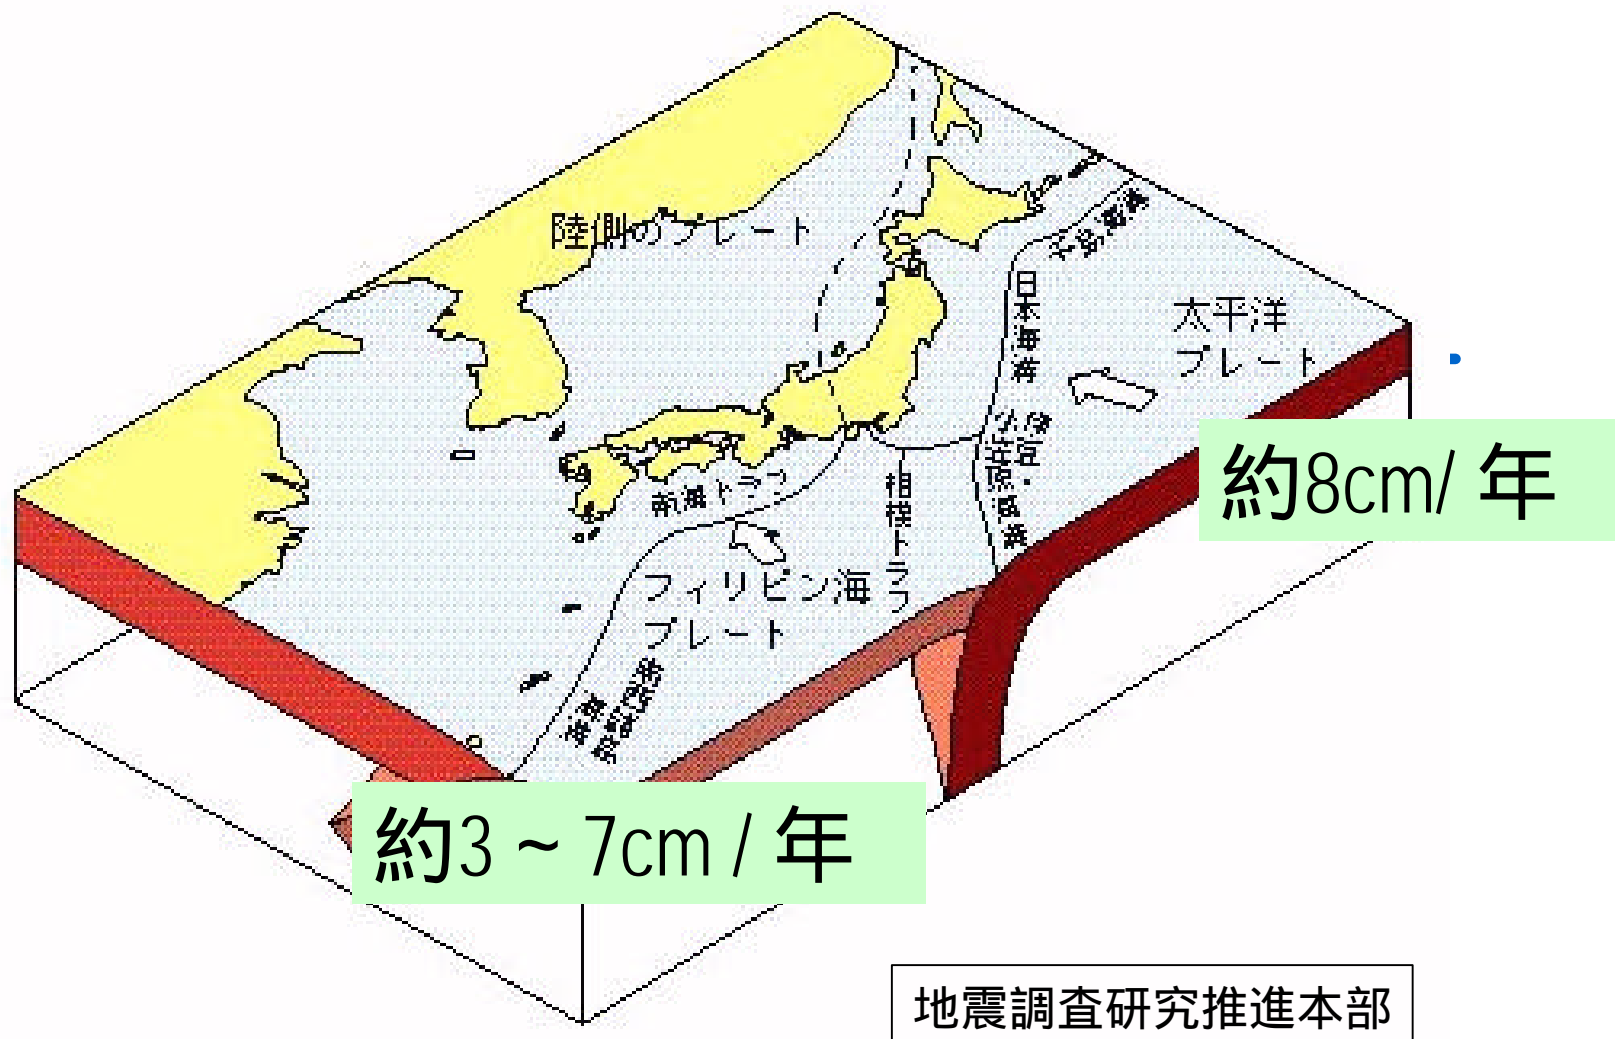 陸側のプレート
千島海溝
日本海溝
太平洋
プレート
約8cm/ 年
伊豆・
小笠原海溝
相模トラフ
南海トラフ
フィリピン海
プレート
南西諸島
海溝
約3 ~ 7cm / 年
地震調査研究推進本部